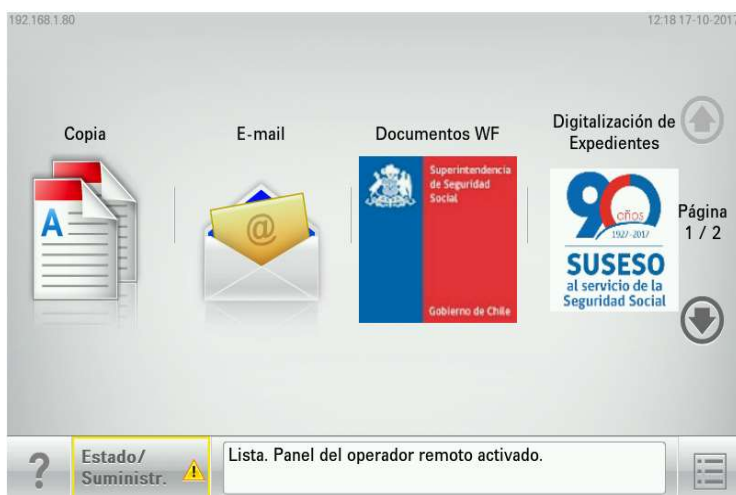 192.168.1.80
12:18 17-10-2017
Copia
E-mail
Documentos WF
Digitalización de
Expedientes
A
@
Superintendencia
de Seguridad
Social
Gobierno de Chile
90
años
1927-2017
SUSESO
al servicio de la
Seguridad Social
Página
1 / 2
?
Estado/
Suministr.
Lista. Panel del operador remoto activado.